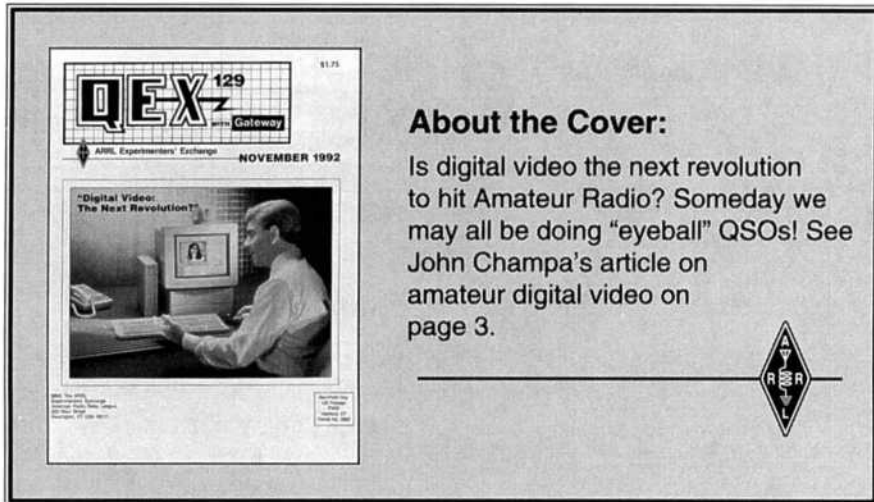 $1.75
QEX 129
WITH Gateway
ARRL Experimenters' Exchange
NOVEMBER 1992
"Digital Video:
The Next Revolution?"
About the Cover:
Is digital video the next revolution
to hit Amateur Radio? Someday we
may all be doing "eyeball" QSOs! See
John Champa's article on
amateur digital video on
page 3.
A
R R
L